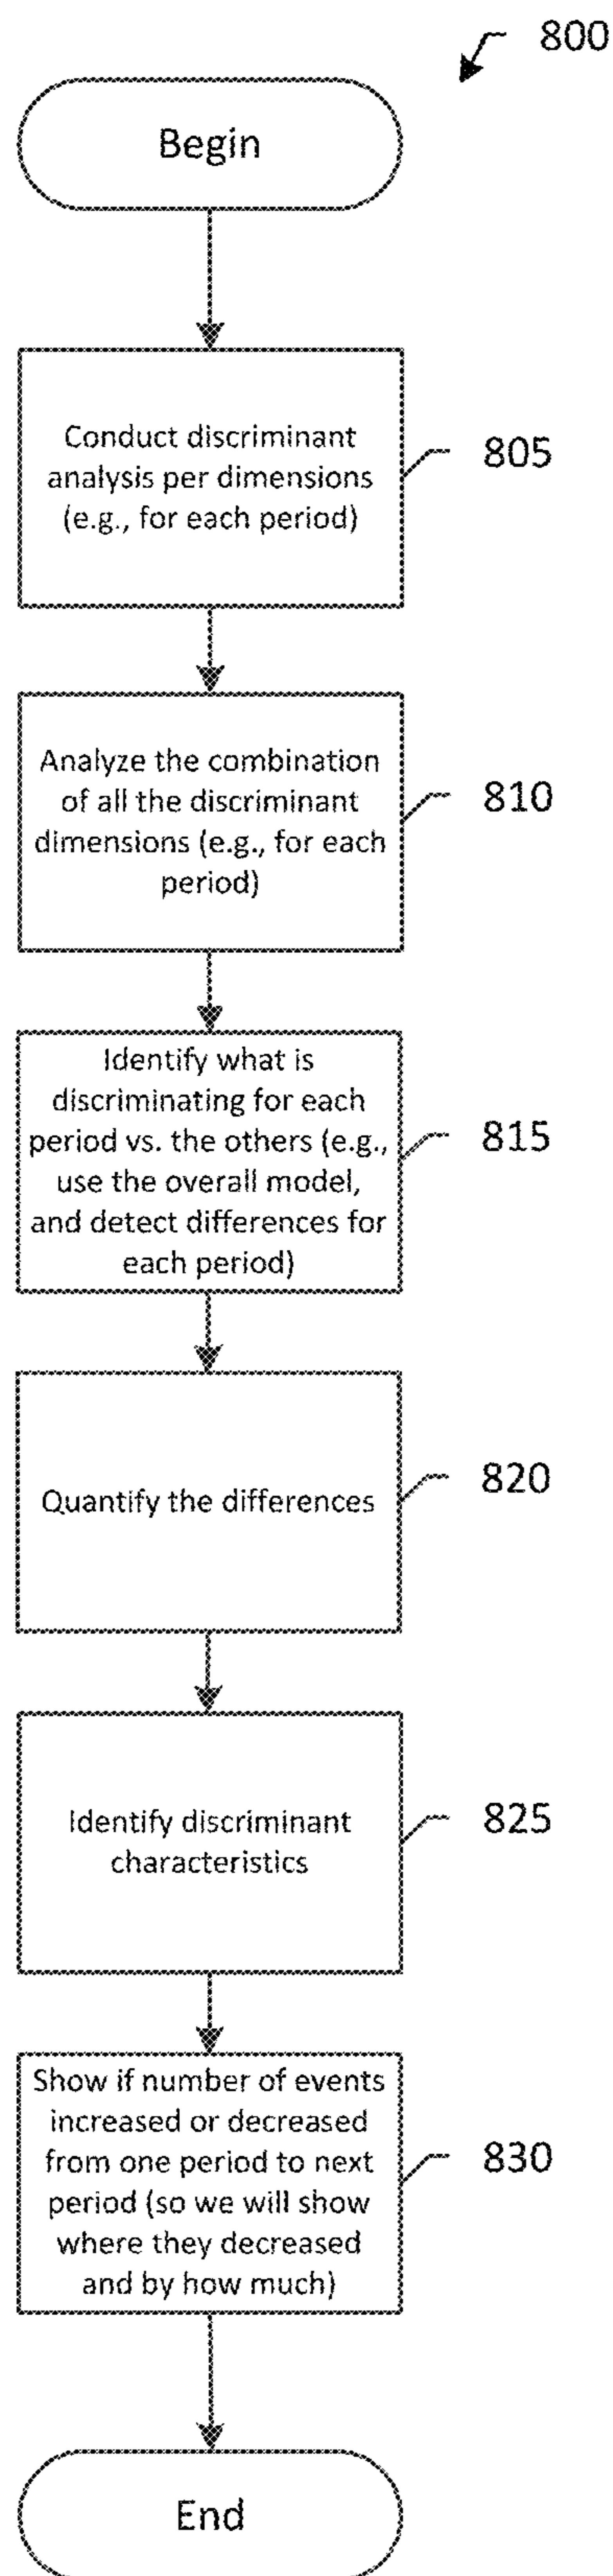 800
Begin
Conduct discriminant
analysis per dimensions
(e.g., for each period)
805
Analyze the combination
of all the discriminant
dimensions (e.g., for each
period)
810
Identify what is
discriminating for each
period vs. the others (e.g.,
use the overall model,
and detect differences for
each period)
815
Quantify the differences
820
Identify discriminant
characteristics
825
Show if number of events
increased or decreased
from one period to next
period (so we will show
where they decreased
and by how much)
830
End